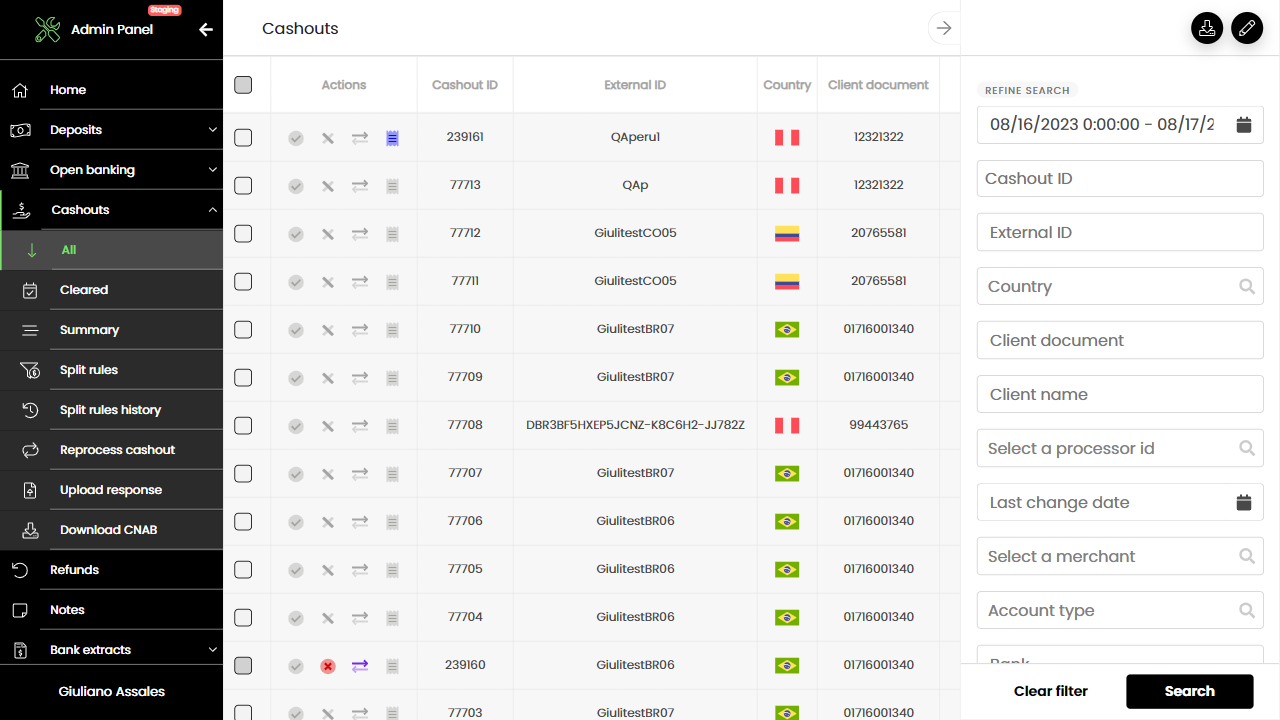 Staging
Admin Panel
Home
Deposits
Open banking
Cashouts
All
Cleared
Summary
Split rules
Split rules history
Reprocess cashout
Upload response
Download CNAB
Refunds
Notes
Bank extracts
Giuliano Assales
Cashouts
Actions Cashout ID External ID Country Client document
239161 QAperu1 12321322
77713 QAp 12321322
77712 GiulitestCO05 20765581
77711 GiulitestCO05 20765581
77710 GiulitestBR07 01716001340
77709 GiulitestBR07 01716001340
77708 DBR3BF5HXEP5JCNZ-K8C6H2-JJ782Z 99443765
77707 GiulitestBR07 01716001340
77706 GiulitestBR06 01716001340
77705 GiulitestBR06 01716001340
77704 GiulitestBR06 01716001340
239160 GiulitestBR06 01716001340
77703 GiulitestBR07 01716001340
REFINE SEARCH
08/16/2023 0:00:00 - 08/17/2
Cashout ID
External ID
Country
Client document
Client name
Select a processor id
Last change date
Select a merchant
Account type
Bank
Clear filter Search